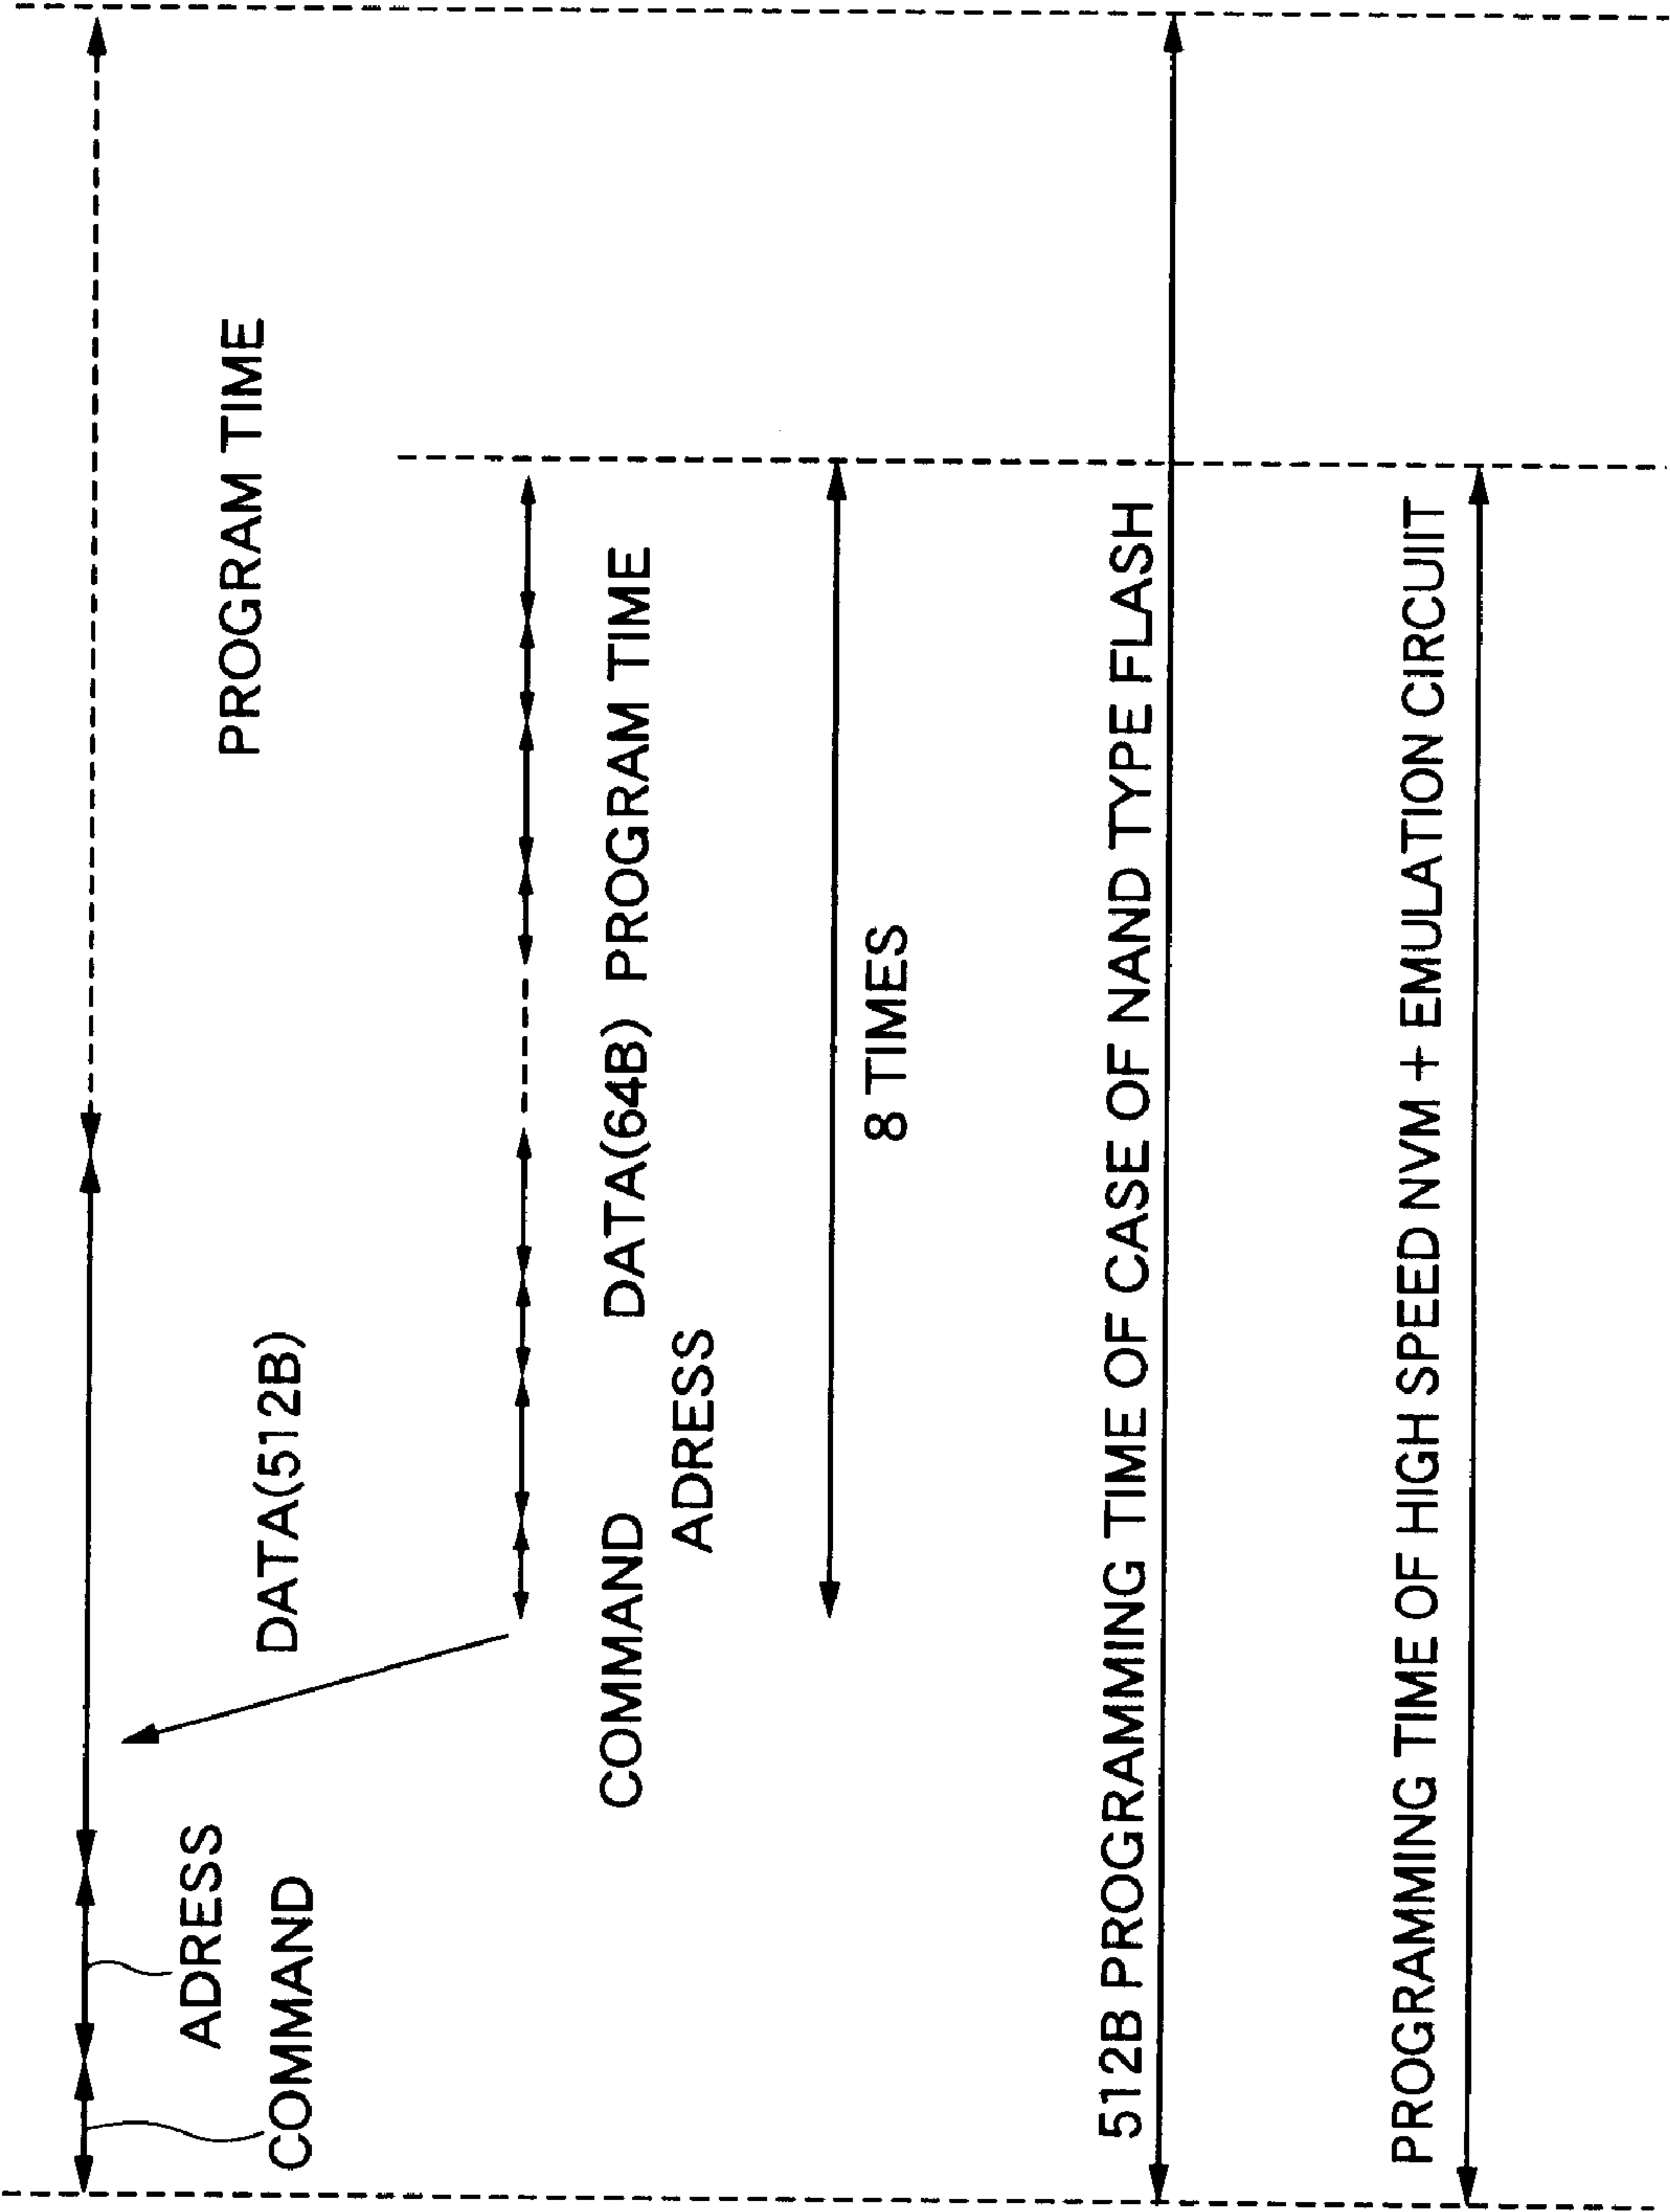 COMMAND
ADRESS
DATA(512B)
PROGRAM TIME
COMMAND
ADRESS
DATA(64B)
PROGRAM TIME
8 TIMES
512B PROGRAMMING TIME OF CASE OF NAND TYPE FLASH
PROGRAMMING TIME OF HIGH SPEED NVM + EMULATION CIRCUIT